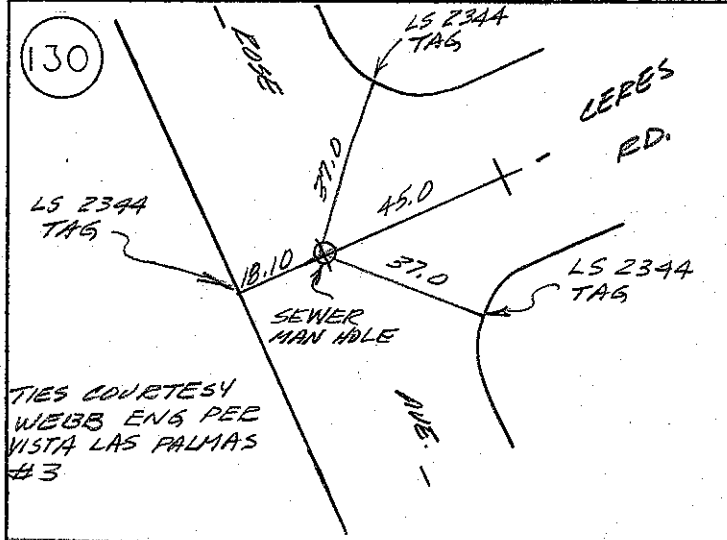 130
ROSE
LS 2344
TAG
CERES
RD.
37.0
45.0
LS 2344
TAG
18.10
37.0
LS 2344
TAG
SEWER
MAN HOLE
TIES COURTESY
WEBB ENG PER
VISTA LAS PALMAS
#3
AVE.